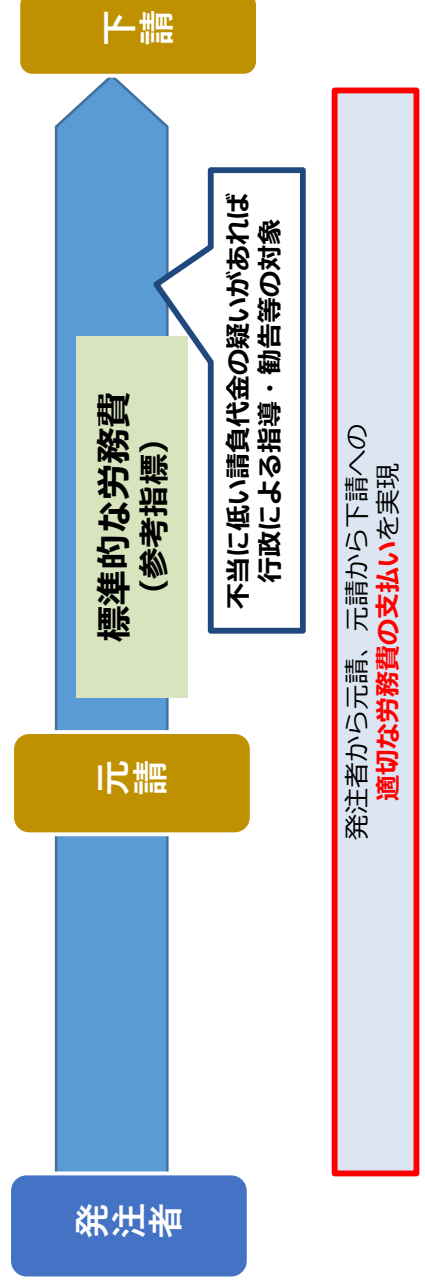 発注者
元請
下請
標準的な労務費
（参考指標）
不当に低い請負代金の疑いがあれば
行政による指導・勧告等の対象
発注者から元請、元請から下請への
適切な労務費の支払いを実現